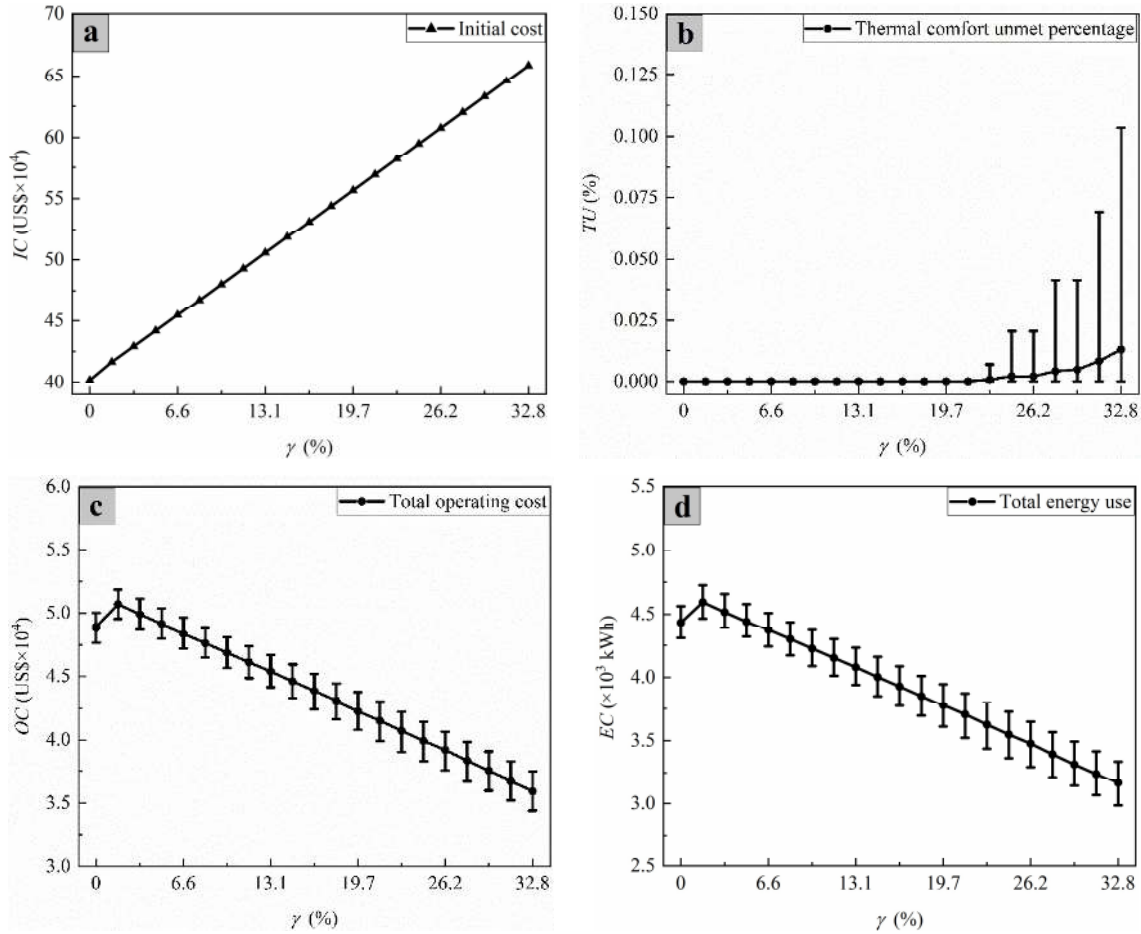 a
Initial cost
70
65
60
55
50
45
40
IC (US$×10⁴)
0 6.6 13.1 19.7 26.2 32.8
γ (%)
b
Thermal comfort unmet percentage
0.150
0.125
0.100
0.075
0.050
0.025
0.000
TU (%)
0 6.6 13.1 19.7 26.2 32.8
γ (%)
c
Total operating cost
6.0
5.5
5.0
4.5
4.0
3.5
3.0
OC (US$×10⁴)
0 6.6 13.1 19.7 26.2 32.8
γ (%)
d
Total energy use
5.5
5.0
4.5
4.0
3.5
3.0
2.5
EC (×10³ kWh)
0 6.6 13.1 19.7 26.2 32.8
γ (%)